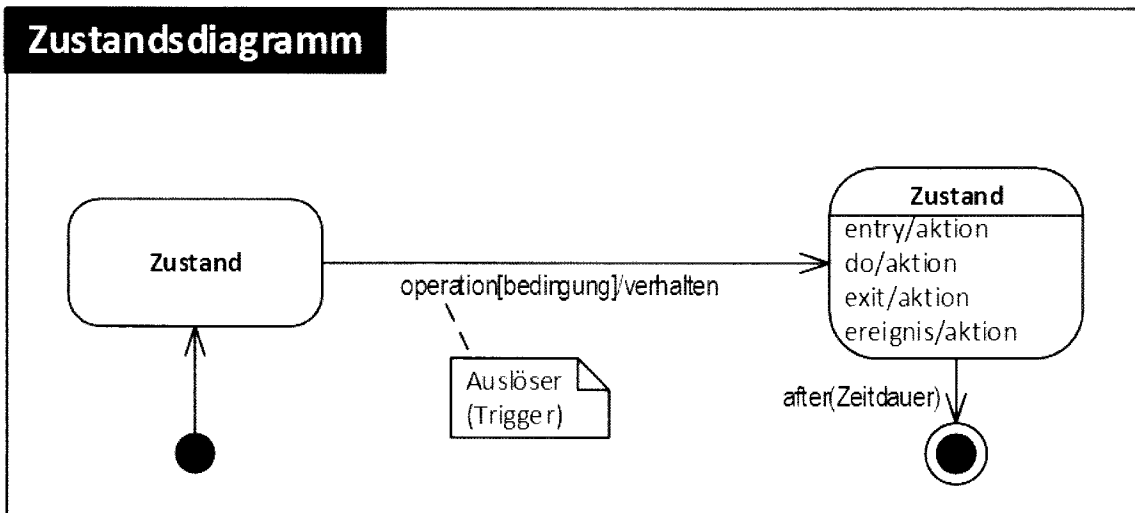 Zustandsdiagramm
Zustand
operation[bedingung]/verhalten
Auslöser
(Trigger)
Zustand
entry/aktion
do/aktion
exit/aktion
ereignis/aktion
after(Zeitdauer)